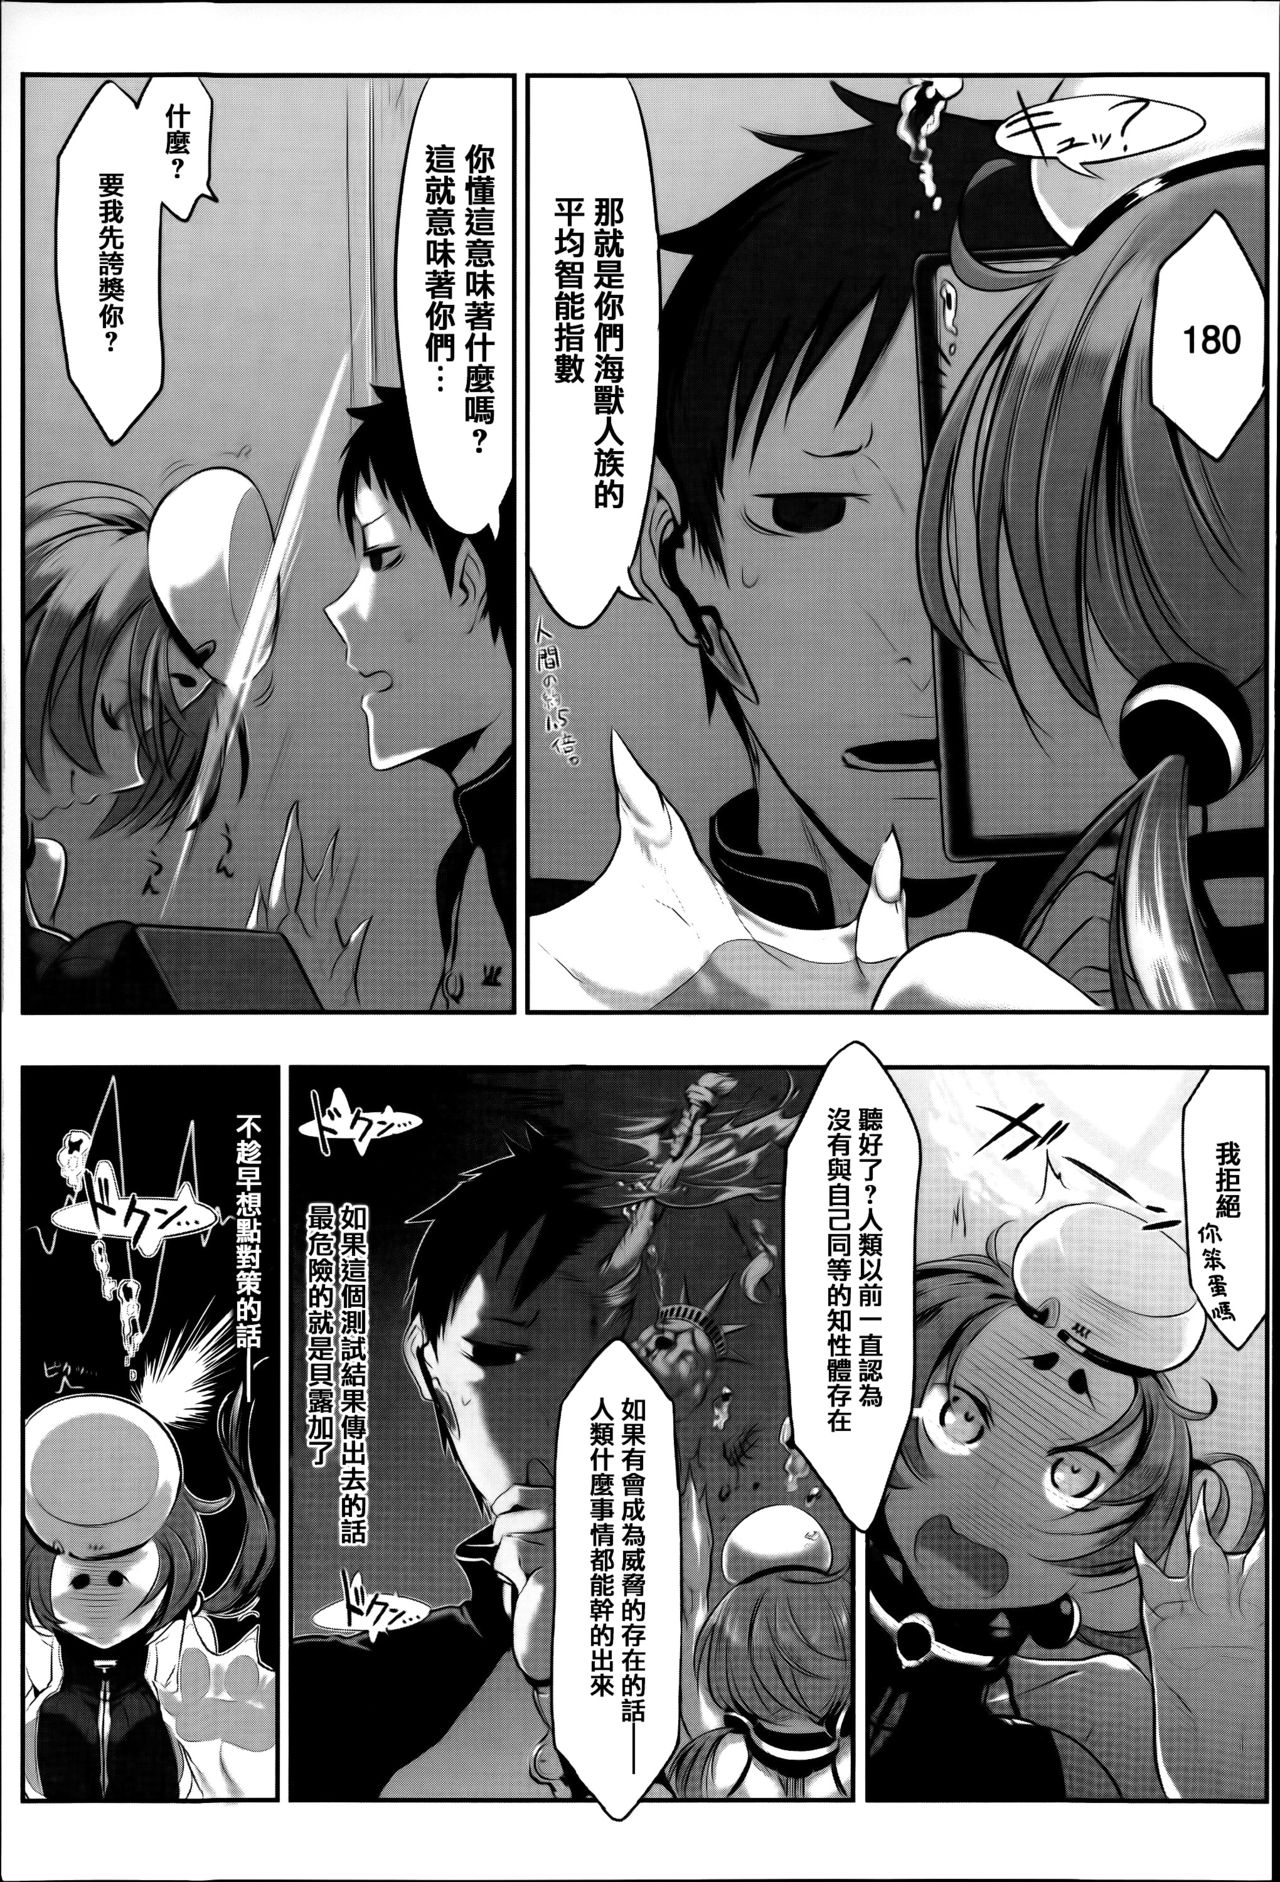 キュッ?
180
那就是你們海獸人族的
平均智能指數
人間の約1.5倍。
你懂這意味著什麼嗎?
這就意味著你們…
什麼?
要我先誇獎你?
我拒絕
你笨蛋嗎
ガーン
聽好了?人類以前一直認為
沒有與自己同等的知性體存在
如果有會成為威脅的存在的話——
人類什麼事情都能幹的出來
ドクン…
如果這個測試結果傳出去的話
最危險的就是貝露加了
ドクン…
不趁早想點對策的話——
ドクン…